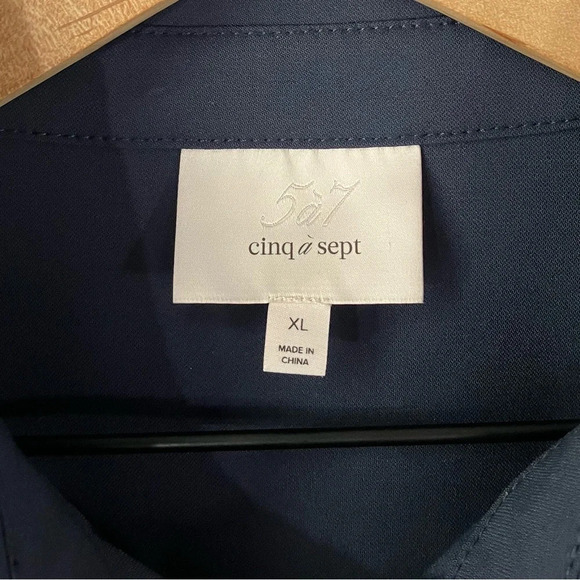 5à7
cinq à sept
XL
MADE IN
CHINA